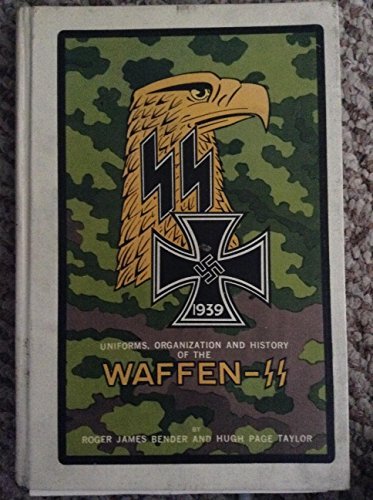 SS
1939
UNIFORMS, ORGANIZATION AND HISTORY
OF THE
WAFFEN-SS
BY
ROGER JAMES BENDER AND HUGH PAGE TAYLOR